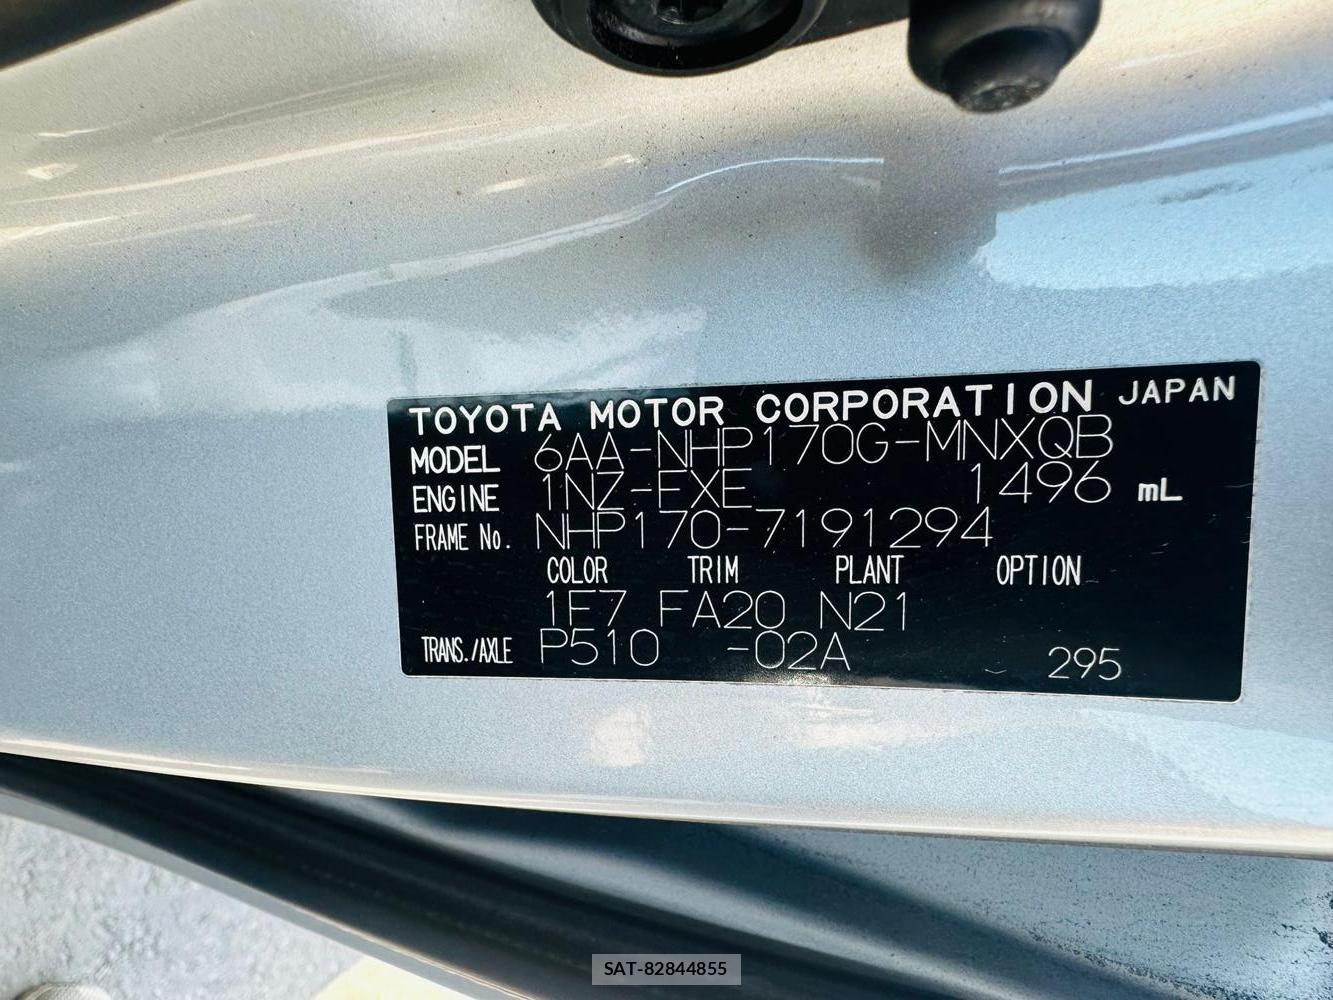 TOYOTA MOTOR CORPORATION JAPAN
MODEL 6AA-NHP170G-MNXQB
ENGINE 1NZ-FXE 1496 mL
FRAME No. NHP170-7191294
COLOR TRIM PLANT OPTION
1F7 FA20 N21
TRANS./AXLE P510 -02A 295
SAT-82844855